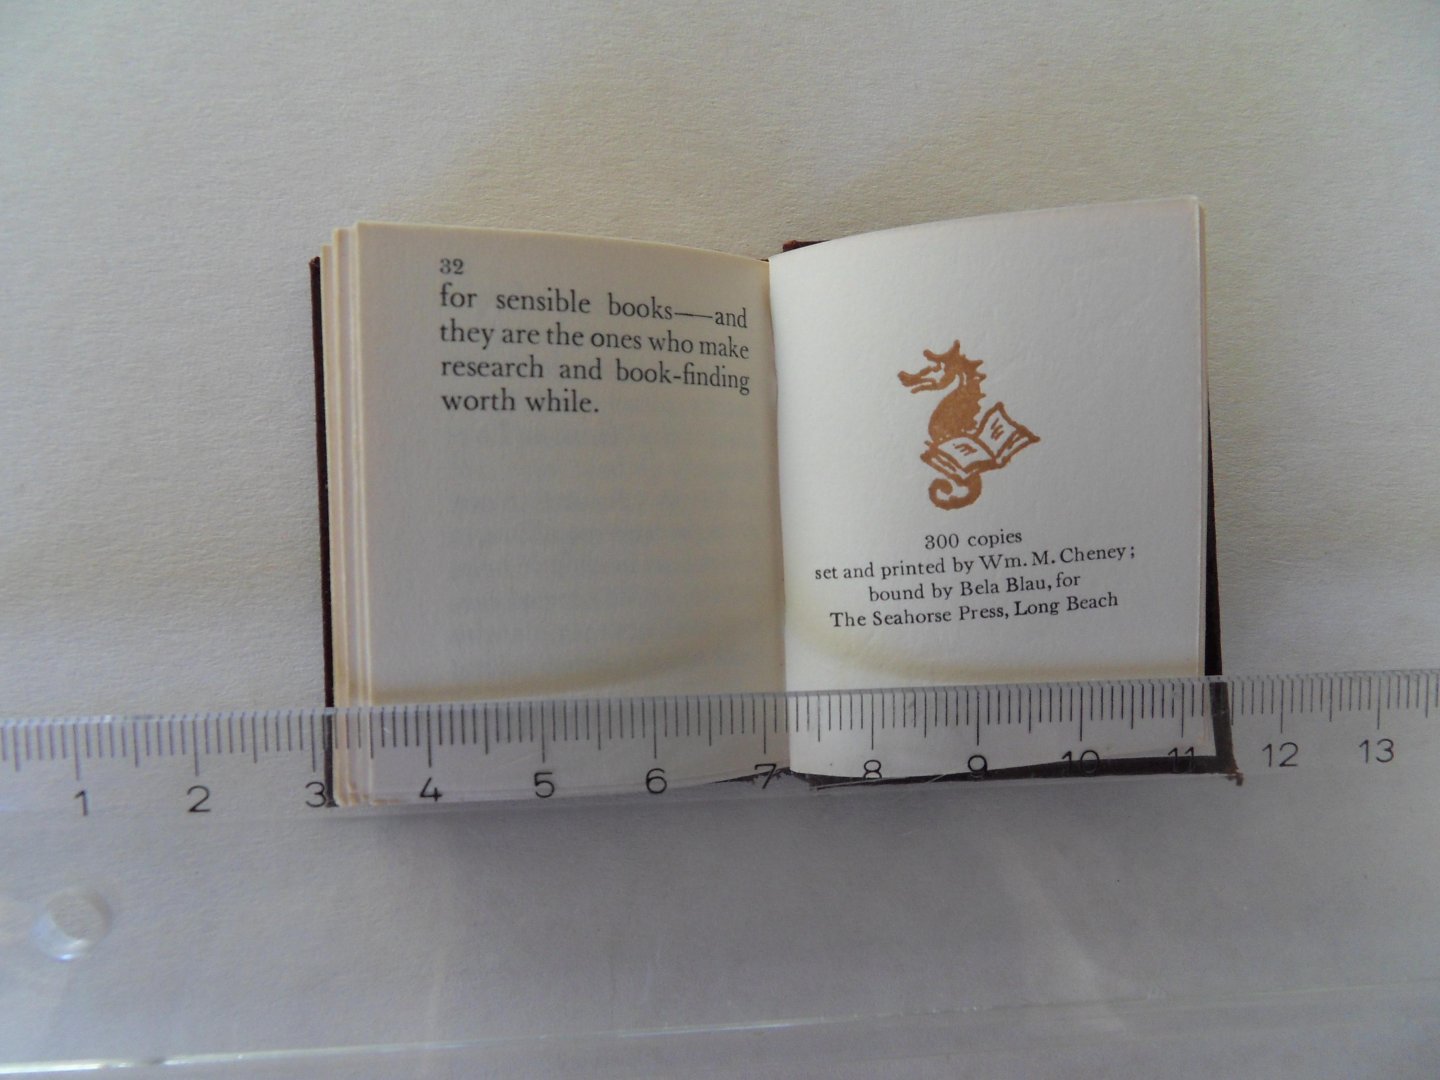 32
for sensible books—and
they are the ones who make
research and book-finding
worth while.
300 copies
set and printed by Wm. M. Cheney;
bound by Bela Blau, for
The Seahorse Press, Long Beach
1 2 3 4 5 6 7 8 9 10 11 12 13